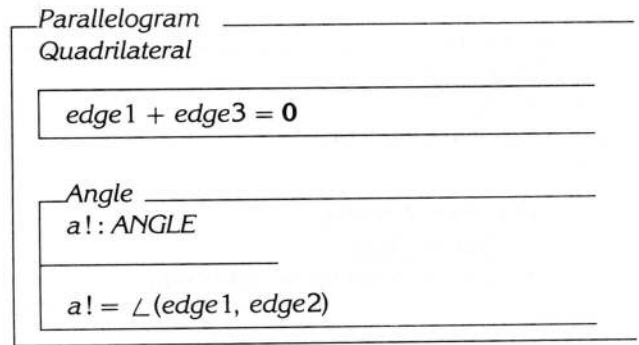 Parallelogram
Quadrilateral
edge1 + edge3 = 0
Angle
a! : ANGLE
a! = ∠(edge1, edge2)